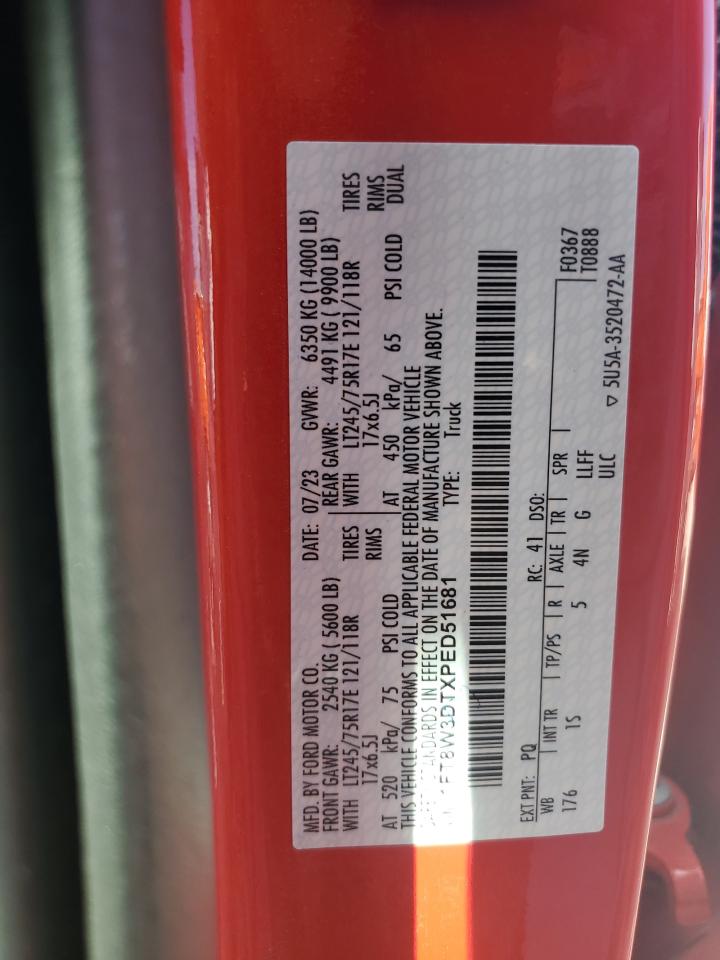 MFD. BY FORD MOTOR CO. DATE: 07/23 GVWR: 6350 KG (14000 LB)
FRONT GAWR: 2540 KG ( 5600 LB) REAR GAWR: 4491 KG ( 9900 LB)
WITH LT245/75R17E 121/118R TIRES WITH LT245/75R17E 121/118R TIRES
17x6.5J RIMS 17x6.5J RIMS
AT 520 kPa/ 75 PSI COLD AT 450 kPa/ 65 PSI COLD DUAL
THIS VEHICLE CONFORMS TO ALL APPLICABLE FEDERAL MOTOR VEHICLE
STANDARDS IN EFFECT ON THE DATE OF MANUFACTURE SHOWN ABOVE.
1FT8W3DTXPED51681 TYPE: Truck
EXT PNT: PQ RC: 41 DSO: F0367
WB INT TR TP/PS R AXLE TR SPR T0888
176 1S 5 4N G LLFF
ULC ▽ 5U5A-3520472-AA